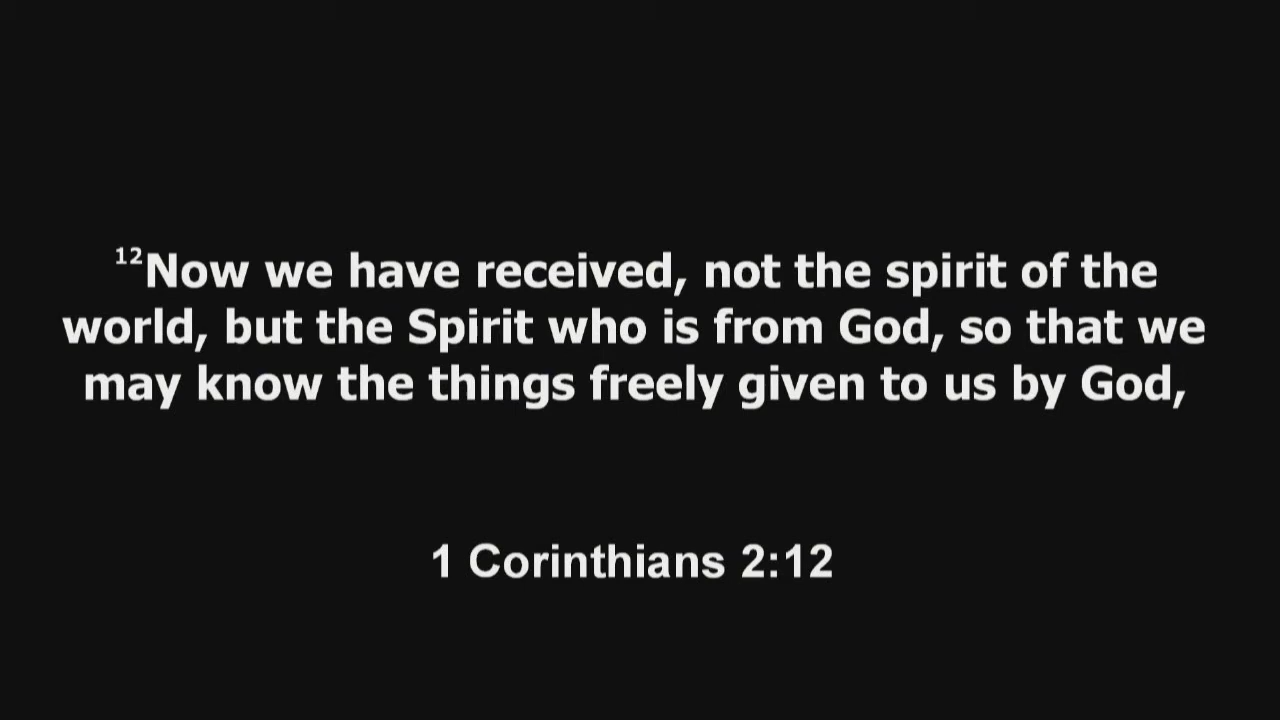 ¹²Now we have received, not the spirit of the
world, but the Spirit who is from God, so that we
may know the things freely given to us by God,
1 Corinthians 2:12